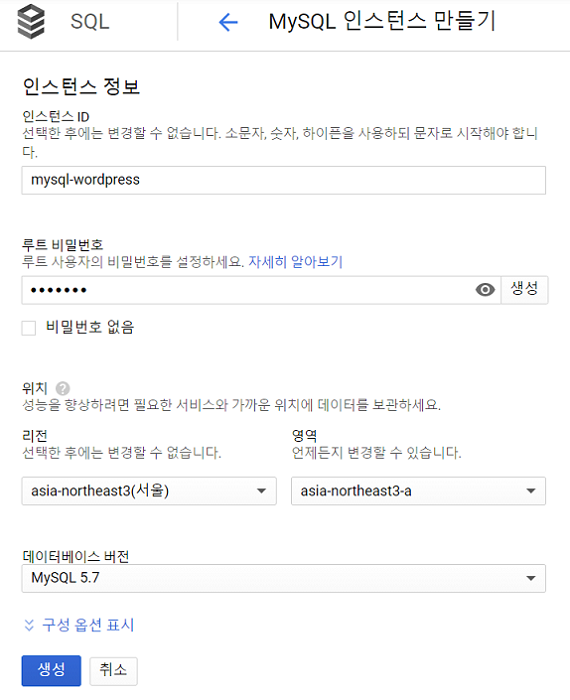 SQL
MySQL 인스턴스 만들기
인스턴스 정보
인스턴스 ID
선택한 후에는 변경할 수 없습니다. 소문자, 숫자, 하이픈을 사용하되 문자로 시작해야 합니
다.
mysql-wordpress
루트 비밀번호
루트 사용자의 비밀번호를 설정하세요. 자세히 알아보기
•••••••
생성
비밀번호 없음
위치 ?
성능을 향상하려면 필요한 서비스와 가까운 위치에 데이터를 보관하세요.
리전
선택한 후에는 변경할 수 없습니다.
asia-northeast3(서울)
영역
언제든지 변경할 수 있습니다.
asia-northeast3-a
데이터베이스 버전
MySQL 5.7
구성 옵션 표시
생성
취소